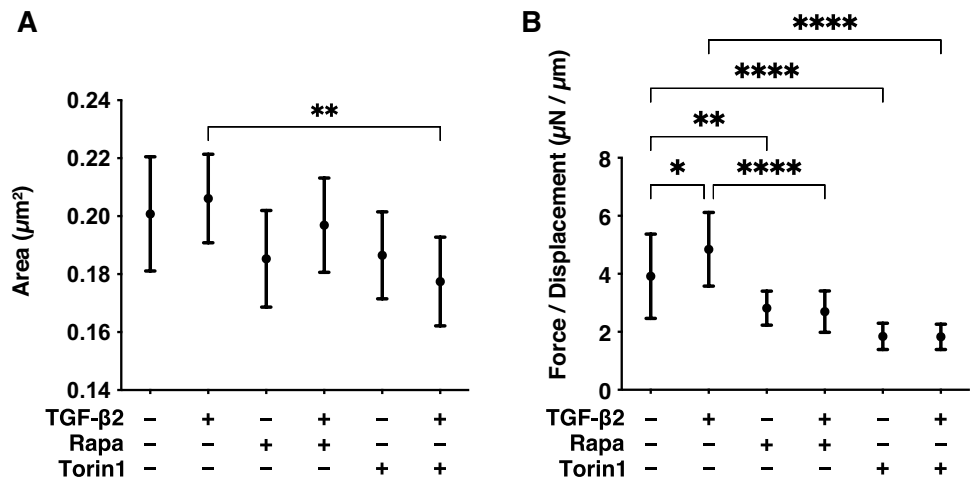 A
Area (µm²)
0.24
0.22
0.20
0.18
0.16
0.14
**
TGF-β2 – + – + – +
Rapa – – + + – –
Torin1 – – – – + +
B
Force / Displacement (µN / µm)
8
6
4
2
0
****
****
**
* ****
TGF-β2 – + – + – +
Rapa – – + + – –
Torin1 – – – – + +